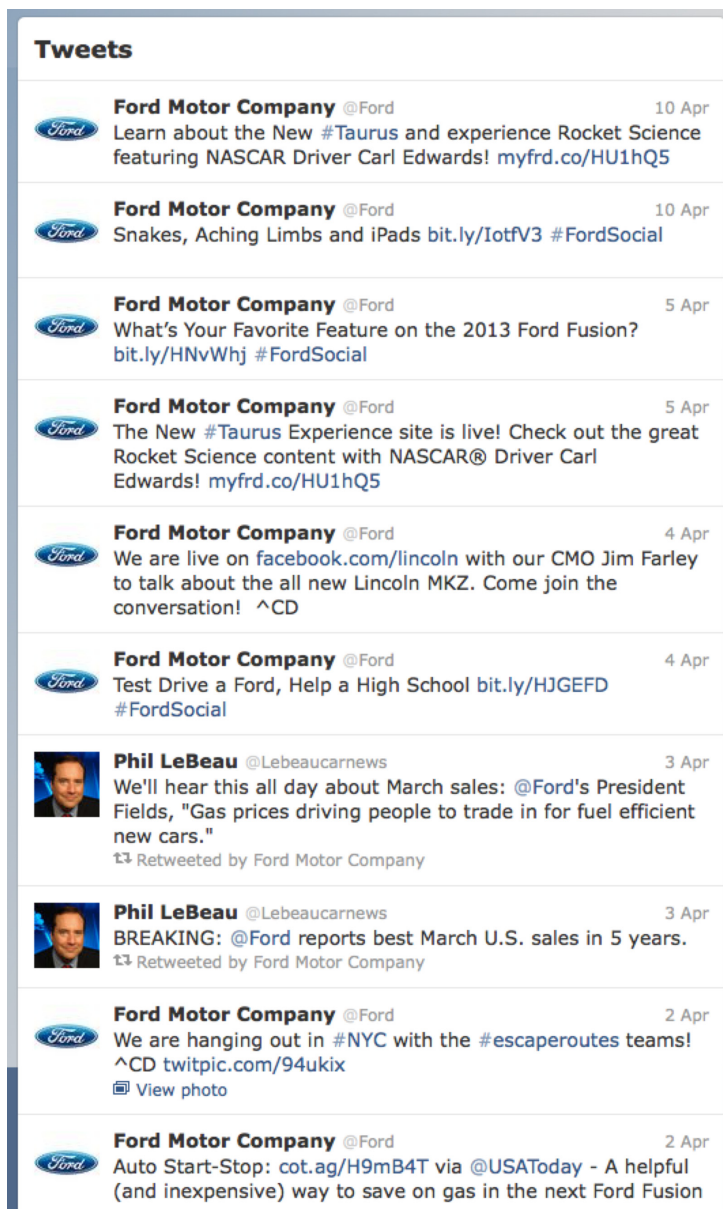 Tweets
Ford Motor Company @Ford 10 Apr
Learn about the New #Taurus and experience Rocket Science
featuring NASCAR Driver Carl Edwards! myfrd.co/HU1hQ5
Ford
Ford Motor Company @Ford 10 Apr
Snakes, Aching Limbs and iPads bit.ly/IotfV3 #FordSocial
Ford
Ford Motor Company @Ford 5 Apr
What’s Your Favorite Feature on the 2013 Ford Fusion?
bit.ly/HNvWhj #FordSocial
Ford
Ford Motor Company @Ford 5 Apr
The New #Taurus Experience site is live! Check out the great
Rocket Science content with NASCAR® Driver Carl
Edwards! myfrd.co/HU1hQ5
Ford
Ford Motor Company @Ford 4 Apr
We are live on facebook.com/lincoln with our CMO Jim Farley
to talk about the all new Lincoln MKZ. Come join the
conversation!  ^CD
Ford
Ford Motor Company @Ford 4 Apr
Test Drive a Ford, Help a High School bit.ly/HJGEFD
#FordSocial
Ford
Phil LeBeau @Lebeaucarnews 3 Apr
We'll hear this all day about March sales: @Ford's President
Fields, "Gas prices driving people to trade in for fuel efficient
new cars."
Retweeted by Ford Motor Company
Phil LeBeau @Lebeaucarnews 3 Apr
BREAKING: @Ford reports best March U.S. sales in 5 years.
Retweeted by Ford Motor Company
Ford Motor Company @Ford 2 Apr
We are hanging out in #NYC with the #escaperoutes teams!
^CD twitpic.com/94ukix
View photo
Ford
Ford Motor Company @Ford 2 Apr
Auto Start-Stop: cot.ag/H9mB4T via @USAToday - A helpful
(and inexpensive) way to save on gas in the next Ford Fusion
Ford